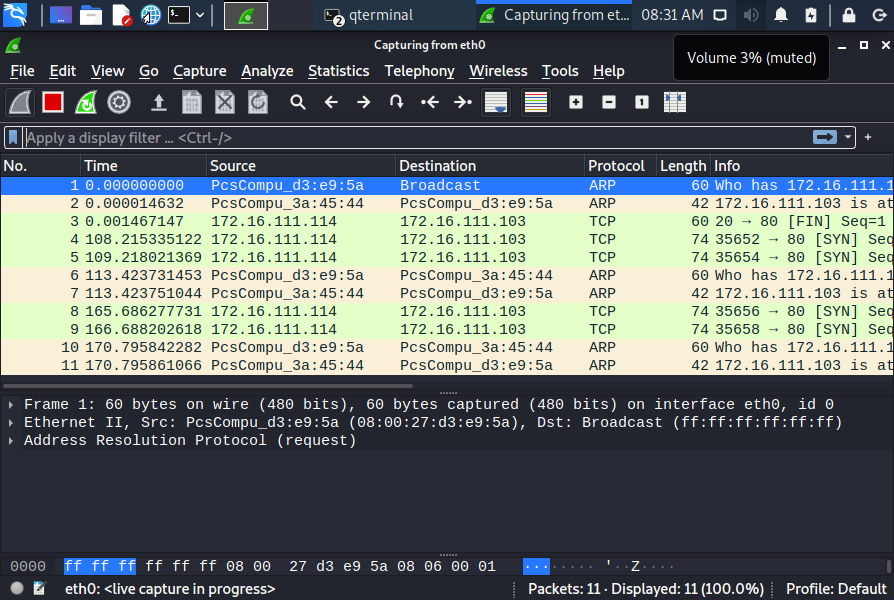 2 qterminal Capturing from et... 08:31 AM
Capturing from eth0
Volume 3% (muted)
File Edit View Go Capture Analyze Statistics Telephony Wireless Tools Help
Apply a display filter ... <Ctrl-/>
No. Time Source Destination Protocol Length Info
1 0.000000000 PcsCompu_d3:e9:5a Broadcast ARP 60 Who has 172.16.111.1
2 0.000014632 PcsCompu_3a:45:44 PcsCompu_d3:e9:5a ARP 42 172.16.111.103 is at
3 0.001467147 172.16.111.114 172.16.111.103 TCP 60 20 → 80 [FIN] Seq=1
4 108.215335122 172.16.111.114 172.16.111.103 TCP 74 35652 → 80 [SYN] Seq
5 109.218021369 172.16.111.114 172.16.111.103 TCP 74 35654 → 80 [SYN] Seq
6 113.423731453 PcsCompu_d3:e9:5a PcsCompu_3a:45:44 ARP 60 Who has 172.16.111.1
7 113.423751044 PcsCompu_3a:45:44 PcsCompu_d3:e9:5a ARP 42 172.16.111.103 is at
8 165.686277731 172.16.111.114 172.16.111.103 TCP 74 35656 → 80 [SYN] Seq
9 166.688202618 172.16.111.114 172.16.111.103 TCP 74 35658 → 80 [SYN] Seq
10 170.795842282 PcsCompu_d3:e9:5a PcsCompu_3a:45:44 ARP 60 Who has 172.16.111.1
11 170.795861066 PcsCompu_3a:45:44 PcsCompu_d3:e9:5a ARP 42 172.16.111.103 is at
Frame 1: 60 bytes on wire (480 bits), 60 bytes captured (480 bits) on interface eth0, id 0
Ethernet II, Src: PcsCompu_d3:e9:5a (08:00:27:d3:e9:5a), Dst: Broadcast (ff:ff:ff:ff:ff:ff)
Address Resolution Protocol (request)
0000 ff ff ff ff ff ff 08 00 27 d3 e9 5a 08 06 00 01 ········ '··Z····
eth0: <live capture in progress> Packets: 11 · Displayed: 11 (100.0%) Profile: Default